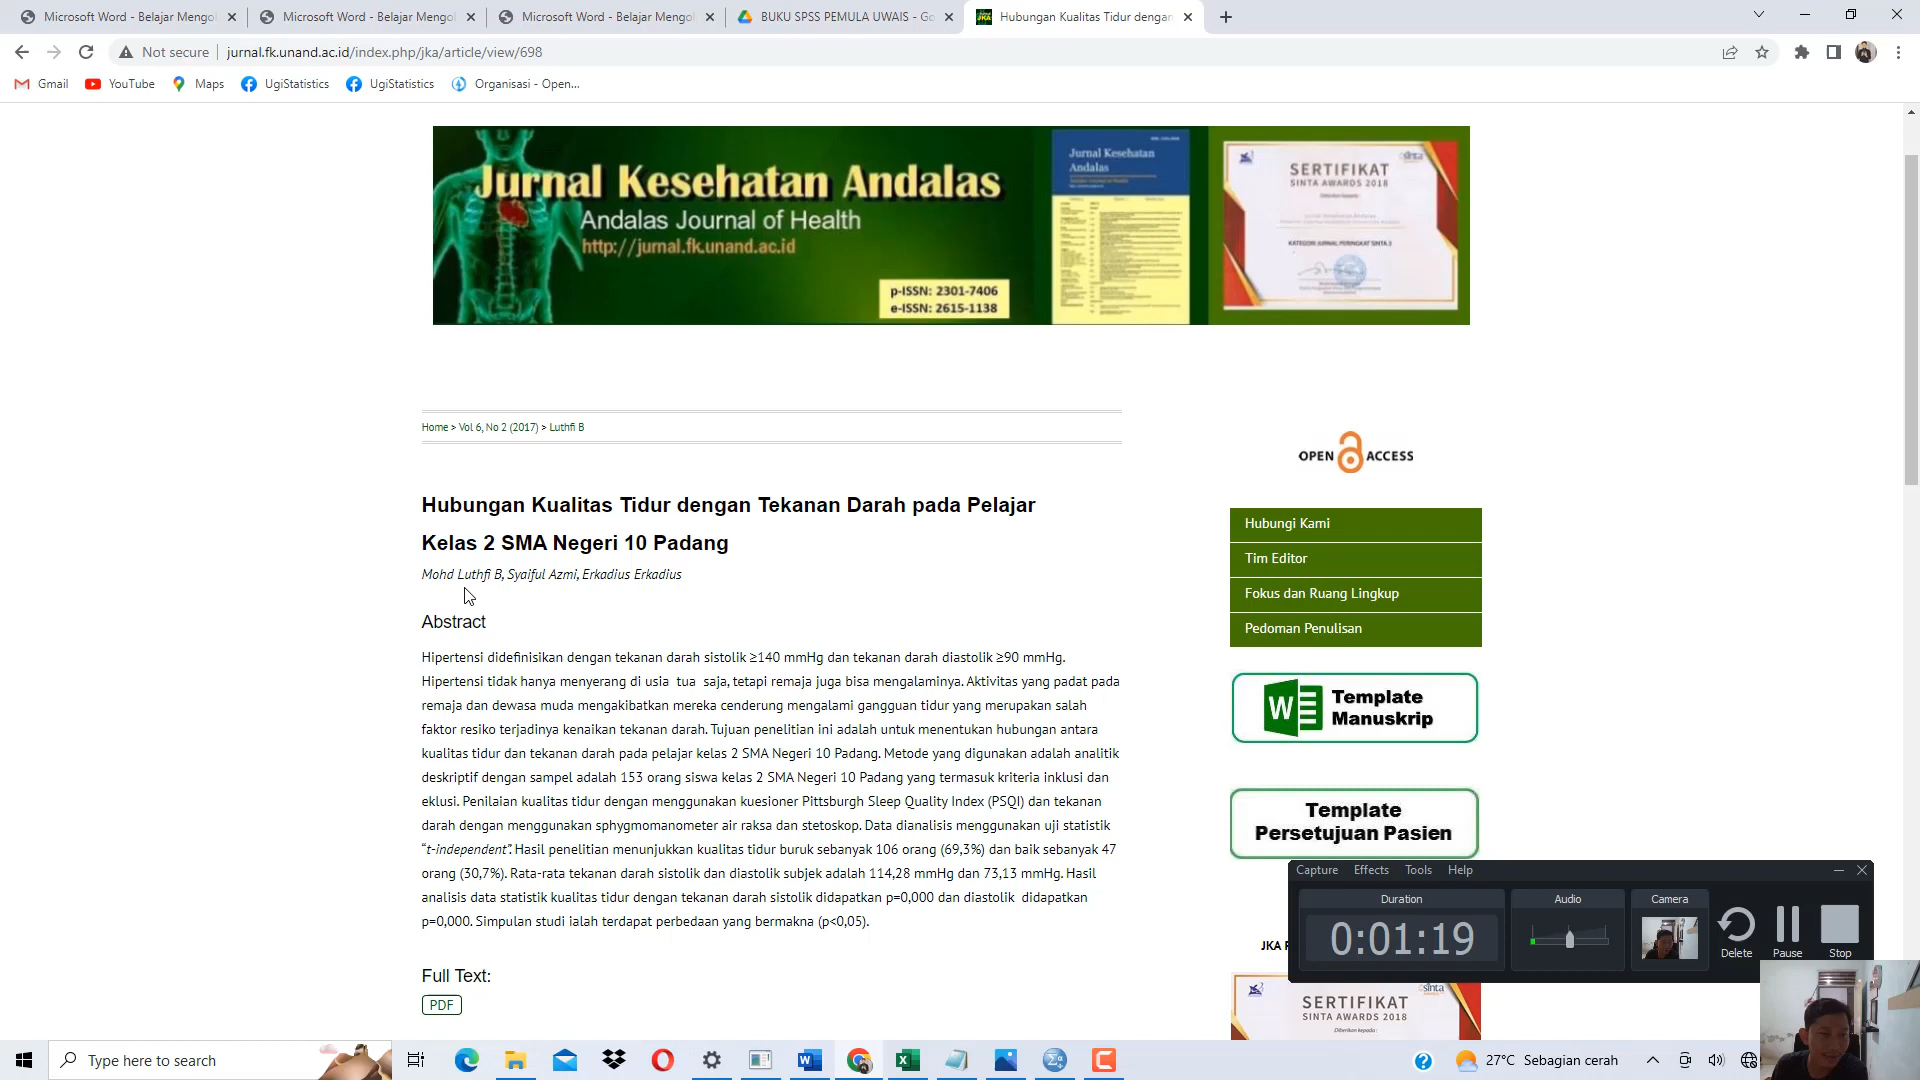 Microsoft Word - Belajar Mengol
Microsoft Word - Belajar Mengol
Microsoft Word - Belajar Mengol
BUKU SPSS PEMULA UWAIS - Go
Hubungan Kualitas Tidur dengan
Not secure
jurnal.fk.unand.ac.id/index.php/jka/article/view/698
Gmail
YouTube
Maps
UgiStatistics
UgiStatistics
Organisasi - Open...
Jurnal Kesehatan Andalas
Andalas Journal of Health
http://jurnal.fk.unand.ac.id
p-ISSN: 2301-7406
e-ISSN: 2615-1138
Jurnal Kesehatan
Andalas
SERTIFIKAT
SINTA AWARDS 2018
Home > Vol 6, No 2 (2017) > Luthfi B
OPEN ACCESS
Hubungan Kualitas Tidur dengan Tekanan Darah pada Pelajar
Kelas 2 SMA Negeri 10 Padang
Mohd Luthfi B, Syaiful Azmi, Erkadius Erkadius
Abstract
Hipertensi didefinisikan dengan tekanan darah sistolik ≥140 mmHg dan tekanan darah diastolik ≥90 mmHg.
Hipertensi tidak hanya menyerang di usia  tua  saja, tetapi remaja juga bisa mengalaminya. Aktivitas yang padat pada
remaja dan dewasa muda mengakibatkan mereka cenderung mengalami gangguan tidur yang merupakan salah
faktor resiko terjadinya kenaikan tekanan darah. Tujuan penelitian ini adalah untuk menentukan hubungan antara
kualitas tidur dan tekanan darah pada pelajar kelas 2 SMA Negeri 10 Padang. Metode yang digunakan adalah analitik
deskriptif dengan sampel adalah 153 orang siswa kelas 2 SMA Negeri 10 Padang yang termasuk kriteria inklusi dan
eklusi. Penilaian kualitas tidur dengan menggunakan kuesioner Pittsburgh Sleep Quality Index (PSQI) dan tekanan
darah dengan menggunakan sphygmomanometer air raksa dan stetoskop. Data dianalisis menggunakan uji statistik
“t-independent”. Hasil penelitian menunjukkan kualitas tidur buruk sebanyak 106 orang (69,3%) dan baik sebanyak 47
orang (30,7%). Rata-rata tekanan darah sistolik dan diastolik subjek adalah 114,28 mmHg dan 73,13 mmHg. Hasil
analisis data statistik kualitas tidur dengan tekanan darah sistolik didapatkan p=0,000 dan diastolik  didapatkan
p=0,000. Simpulan studi ialah terdapat perbedaan yang bermakna (p<0,05).
Full Text:
PDF
Hubungi Kami
Tim Editor
Fokus dan Ruang Lingkup
Pedoman Penulisan
Template
Manuskrip
Template
Persetujuan Pasien
JKA
SERTIFIKAT
SINTA AWARDS 2018
Capture
Effects
Tools
Help
Duration
Audio
Camera
0:01:19
Delete
Pause
Stop
Type here to search
27°C
Sebagian cerah